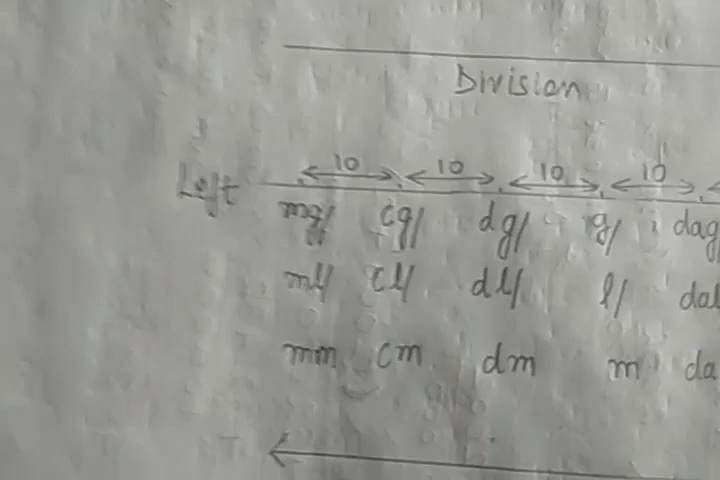 Division
10 10 10 10
Left
mg/ cg/ dg/ g/ dag/
ml/ cl/ dl/ l/ dal
mm cm dm m da